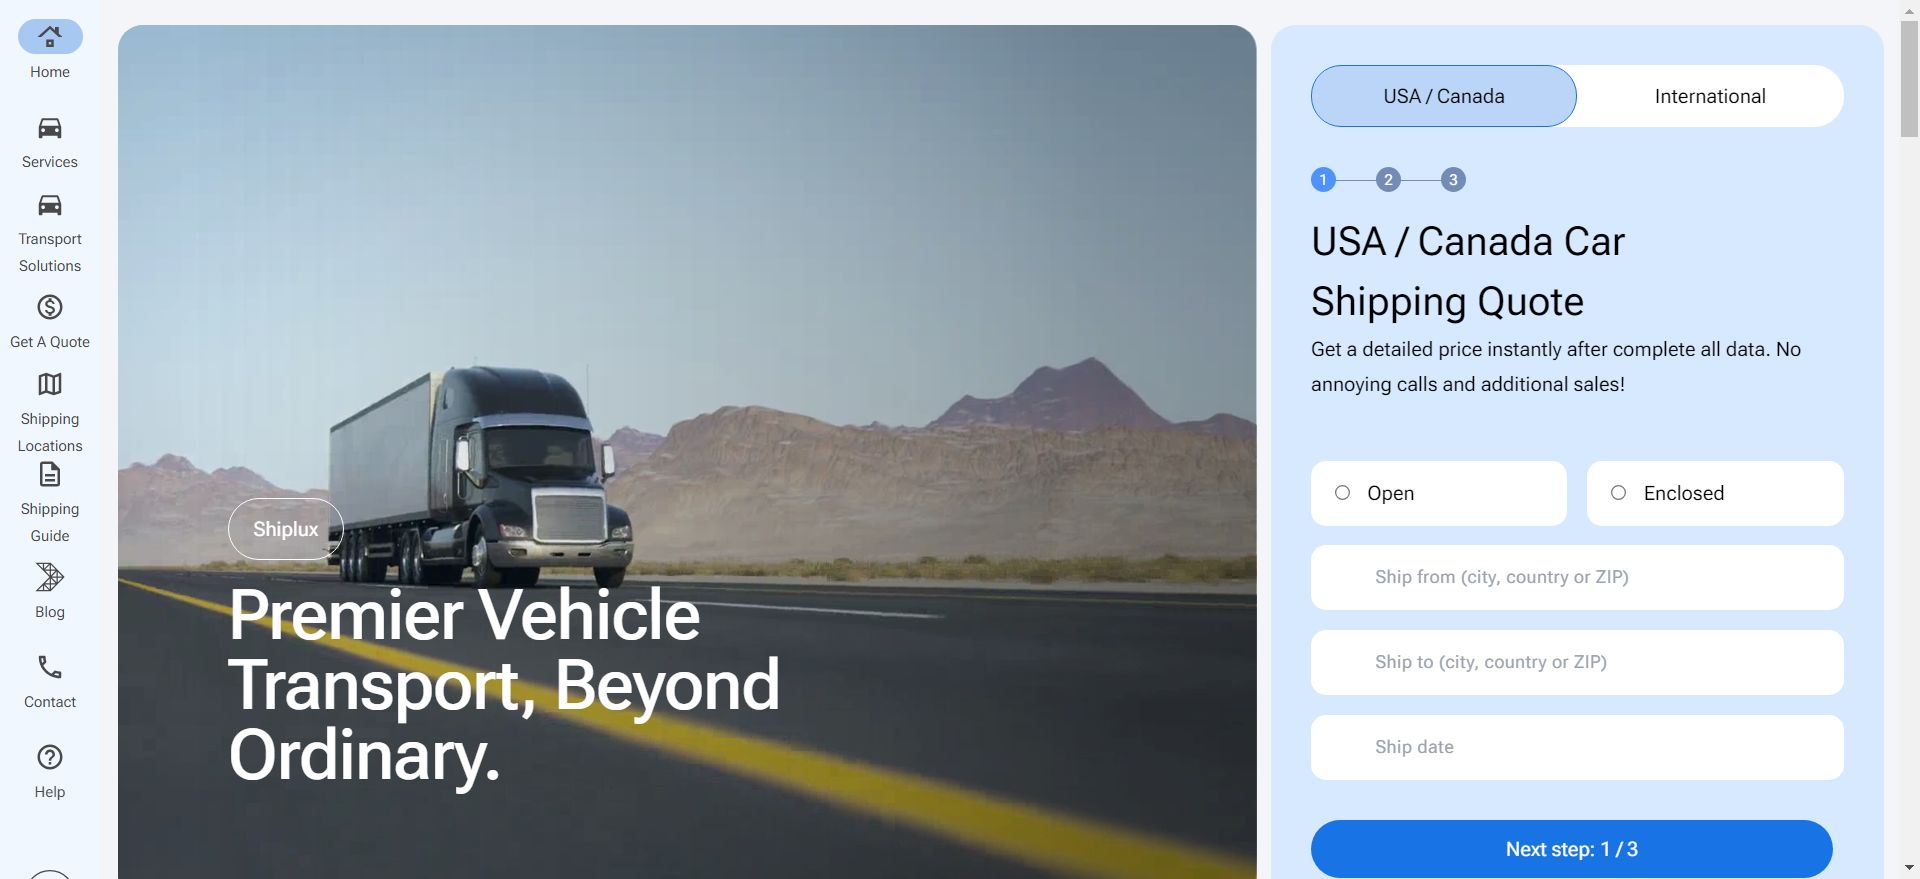 Home
Services
Transport
Solutions
Get A Quote
Shipping
Locations
Shipping
Guide
Blog
Contact
Help
Shiplux
Premier Vehicle
Transport, Beyond
Ordinary.
USA / Canada
International
1
2
3
USA / Canada Car
Shipping Quote
Get a detailed price instantly after complete all data. No
annoying calls and additional sales!
Open
Enclosed
Ship from (city, country or ZIP)
Ship to (city, country or ZIP)
Ship date
Next step: 1 / 3